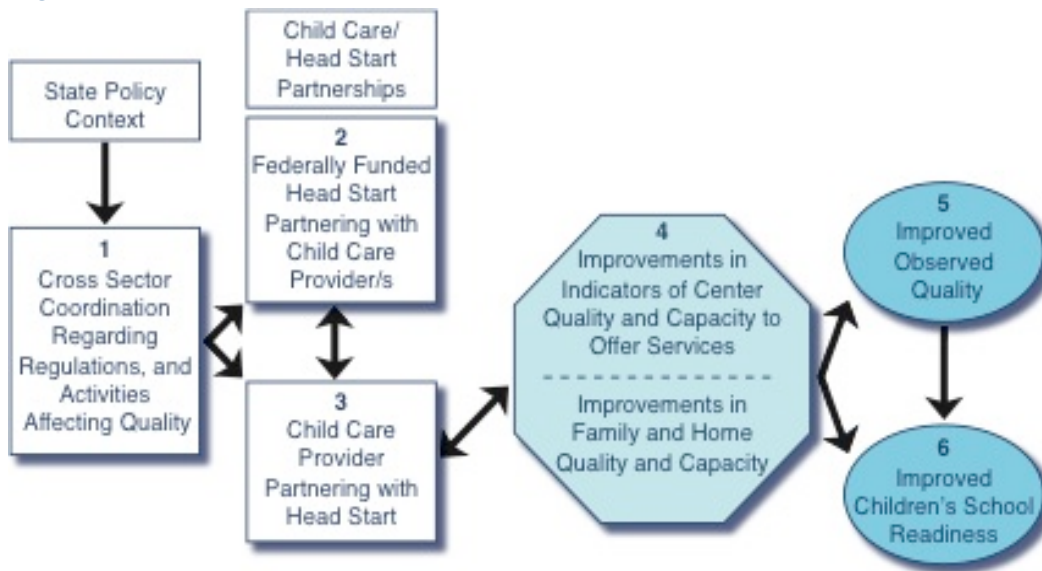 State Policy
Context
1
Cross Sector
Coordination
Regarding
Regulations, and
Activities
Affecting Quality
Child Care/
Head Start
Partnerships
2
Federally Funded
Head Start
Partnering with
Child Care
Provider/s
3
Child Care
Provider
Partnering with
Head Start
4
Improvements in
Indicators of Center
Quality and Capacity to
Offer Services
Improvements in
Family and Home
Quality and Capacity
5
Improved
Observed
Quality
6
Improved
Children's School
Readiness